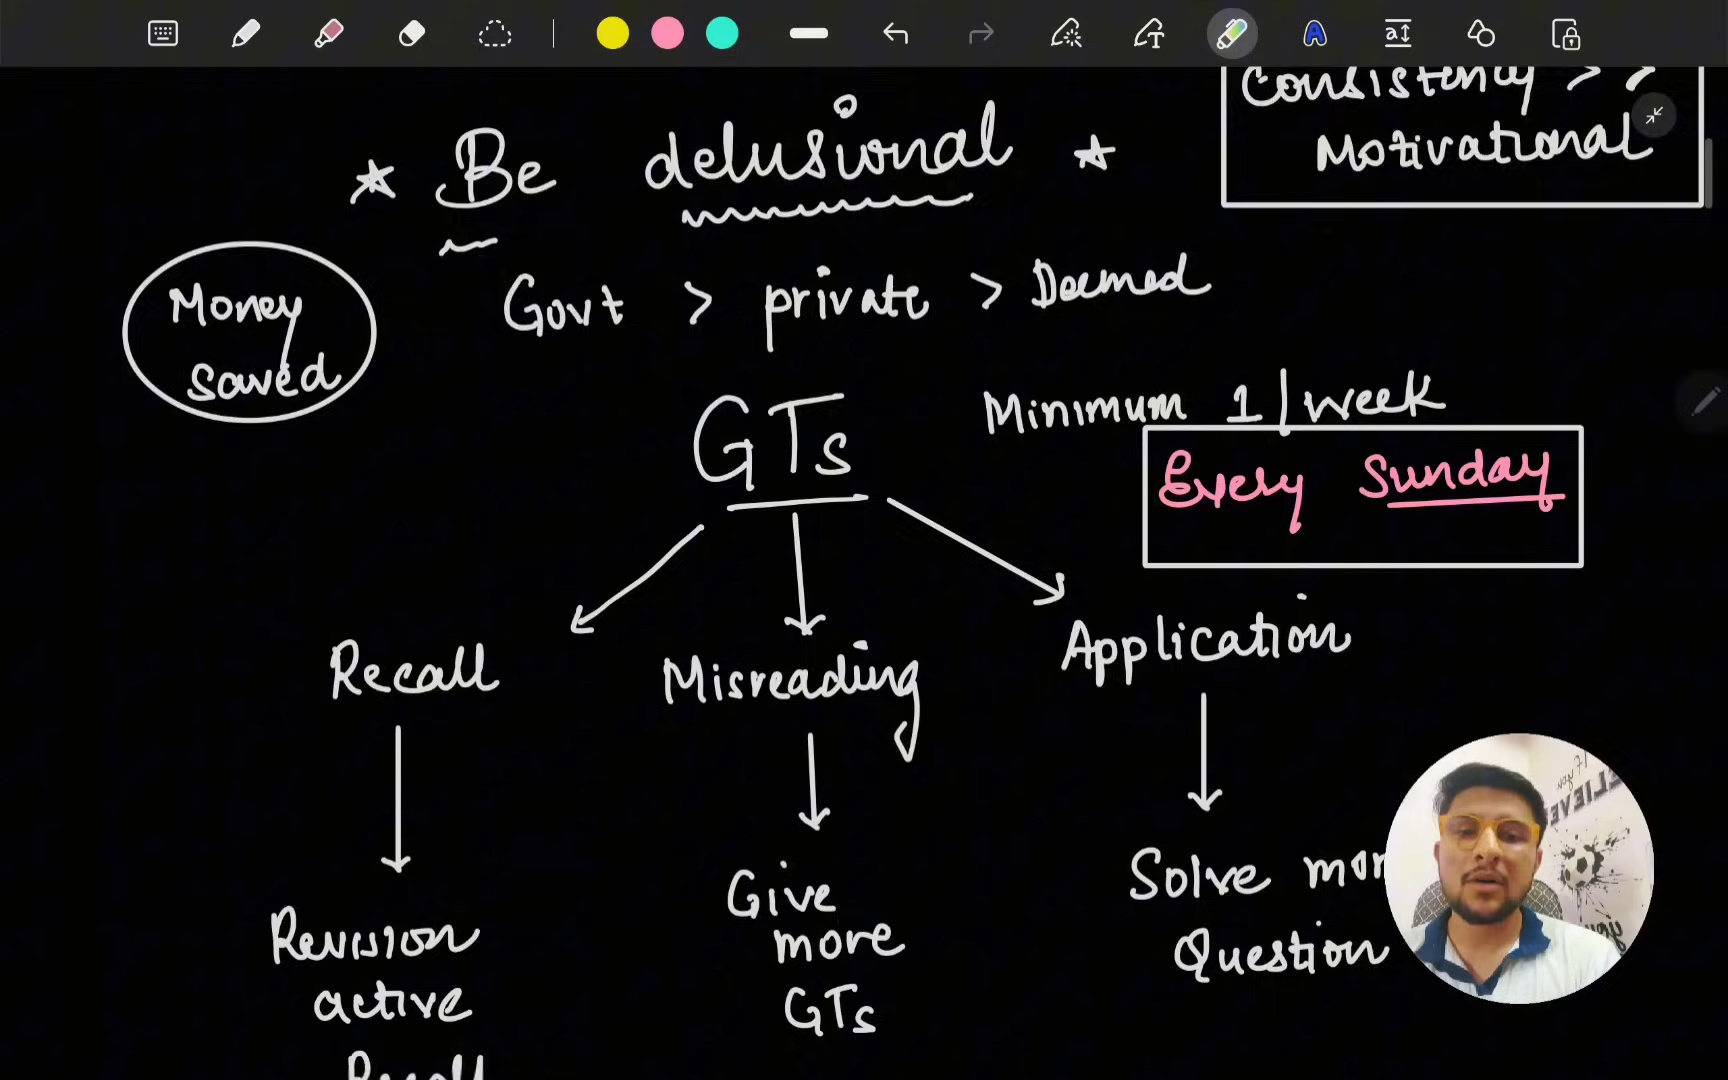 Consistency > >
Motivational
★ Be delusional ★
Money
saved
Govt > private > Deemed
GTs
Minimum 1/week
Every Sunday
Recall
Misreading
Application
Revision
active
Recall
Give
more
GTs
Solve
Question